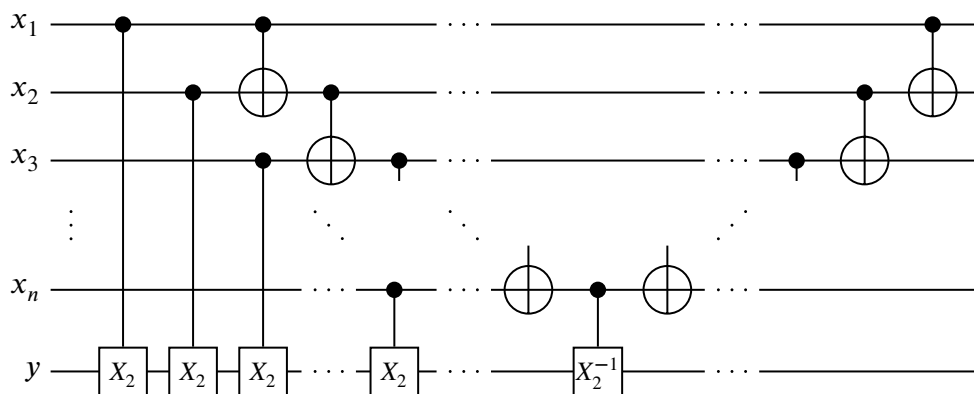 x₁ ⋯ ⋯
x₂ ⋯ ⋯
x₃ ⋯ ⋯
⋮ ⋱ ⋱ ⋰
xₙ ⋯ ⋯ ⋯
y X₂ X₂ X₂ ⋯ X₂ ⋯ X₂⁻¹ ⋯